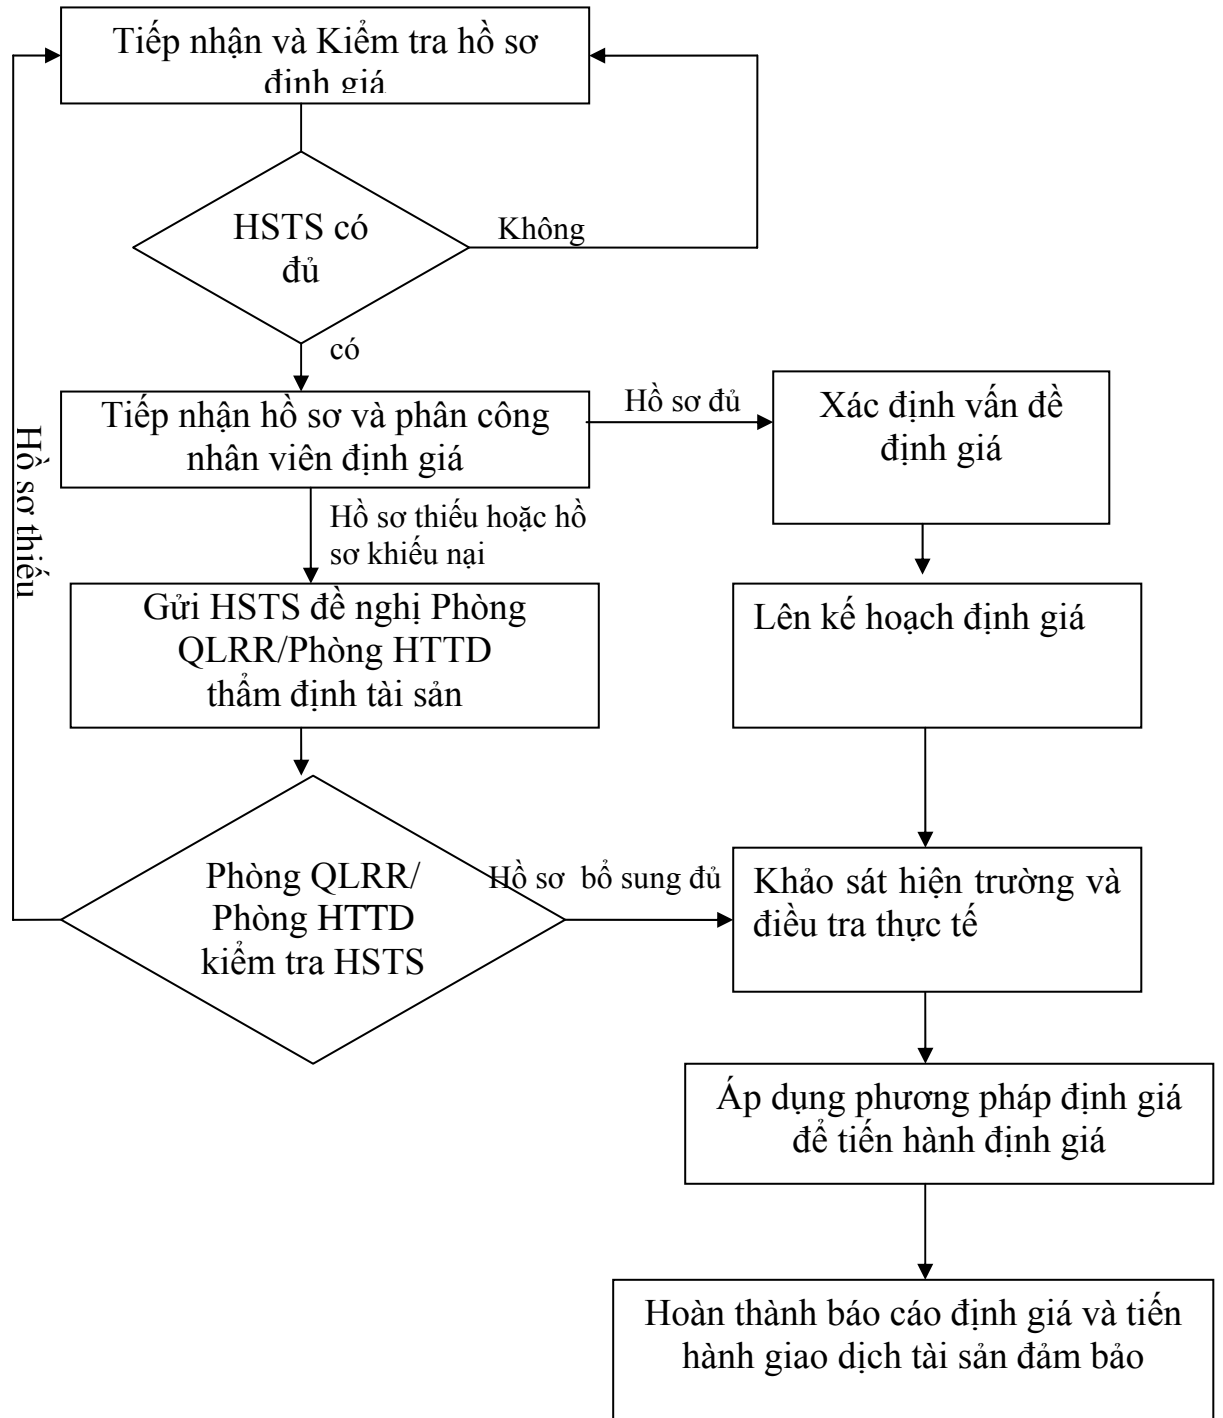 Tiếp nhận và Kiểm tra hồ sơ
định giá
HSTS có
đủ
Không
có
Tiếp nhận hồ sơ và phân công
nhân viên định giá
Hồ sơ đủ
Xác định vấn đề
định giá
Hồ sơ thiếu
Hồ sơ thiếu hoặc hồ
sơ khiếu nại
Gửi HSTS đề nghị Phòng
QLRR/Phòng HTTD
thẩm định tài sản
Lên kế hoạch định giá
Phòng QLRR/
Phòng HTTD
kiểm tra HSTS
Hồ sơ bổ sung đủ
Khảo sát hiện trường và
điều tra thực tế
Áp dụng phương pháp định giá
để tiến hành định giá
Hoàn thành báo cáo định giá và tiến
hành giao dịch tài sản đảm bảo